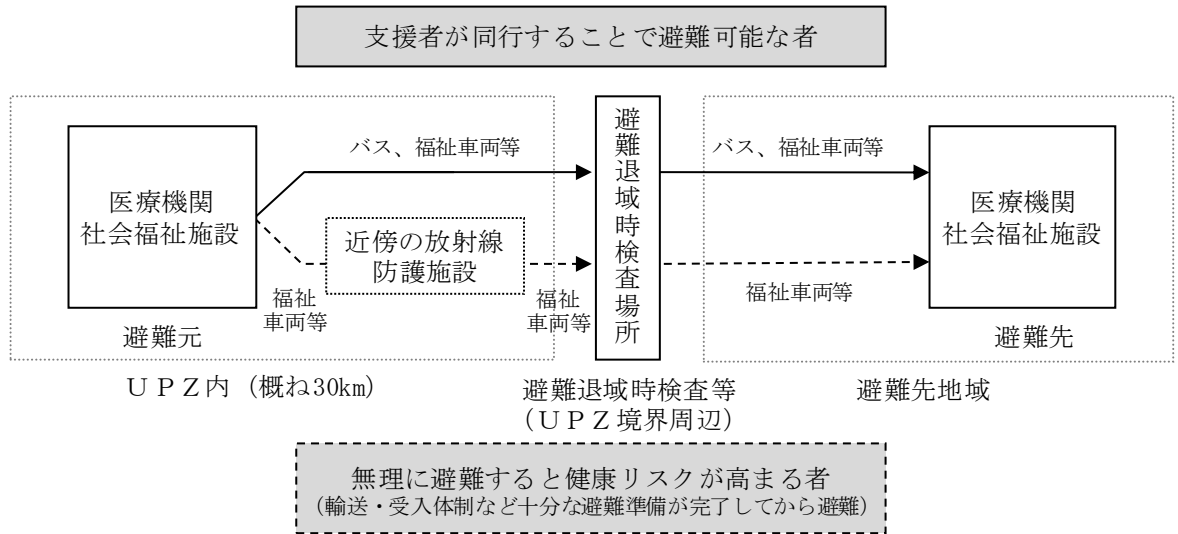 支援者が同行することで避難可能な者
バス、福祉車両等
医療機関
社会福祉施設
近傍の放射線
防護施設
福祉
車両等
福祉
車両等
避難元
避難退域時検査場所
バス、福祉車両等
福祉車両等
医療機関
社会福祉施設
避難先
ＵＰＺ内（概ね30km）
避難退域時検査等
（ＵＰＺ境界周辺）
避難先地域
無理に避難すると健康リスクが高まる者
（輸送・受入体制など十分な避難準備が完了してから避難）